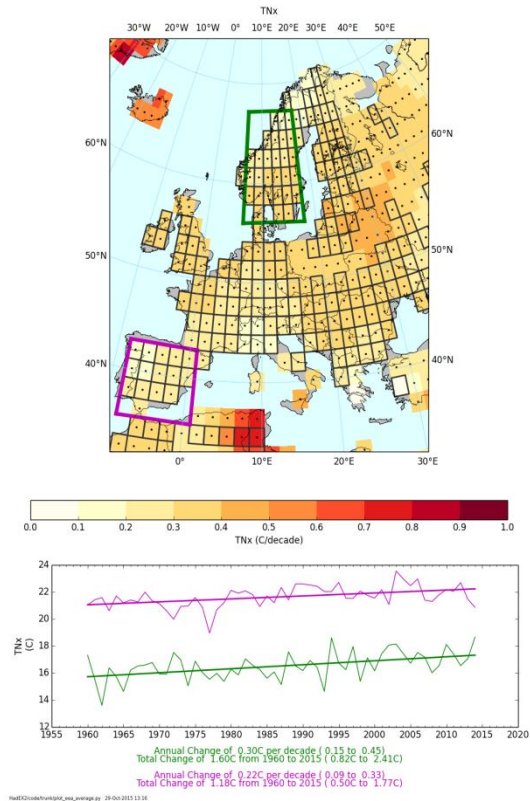 TNx
30°W 20°W 10°W 0° 10°E 20°E 30°E 40°E 50°E
60°N 60°N
50°N 50°N
40°N 40°N
0° 10°E 20°E 30°E
0.0 0.1 0.2 0.3 0.4 0.5 0.6 0.7 0.8 0.9 1.0
TNx (C/decade)
24
22
20
18
16
14
12
TNx
(C)
1955 1960 1965 1970 1975 1980 1985 1990 1995 2000 2005 2010 2015 2020
Annual Change of 0.30C per decade ( 0.15 to 0.45)
Total Change of 1.60C from 1960 to 2015 (0.82C to 2.41C)
Annual Change of 0.22C per decade ( 0.09 to 0.33)
Total Change of 1.18C from 1960 to 2015 (0.50C to 1.77C)
29-Oct-2015 13:16